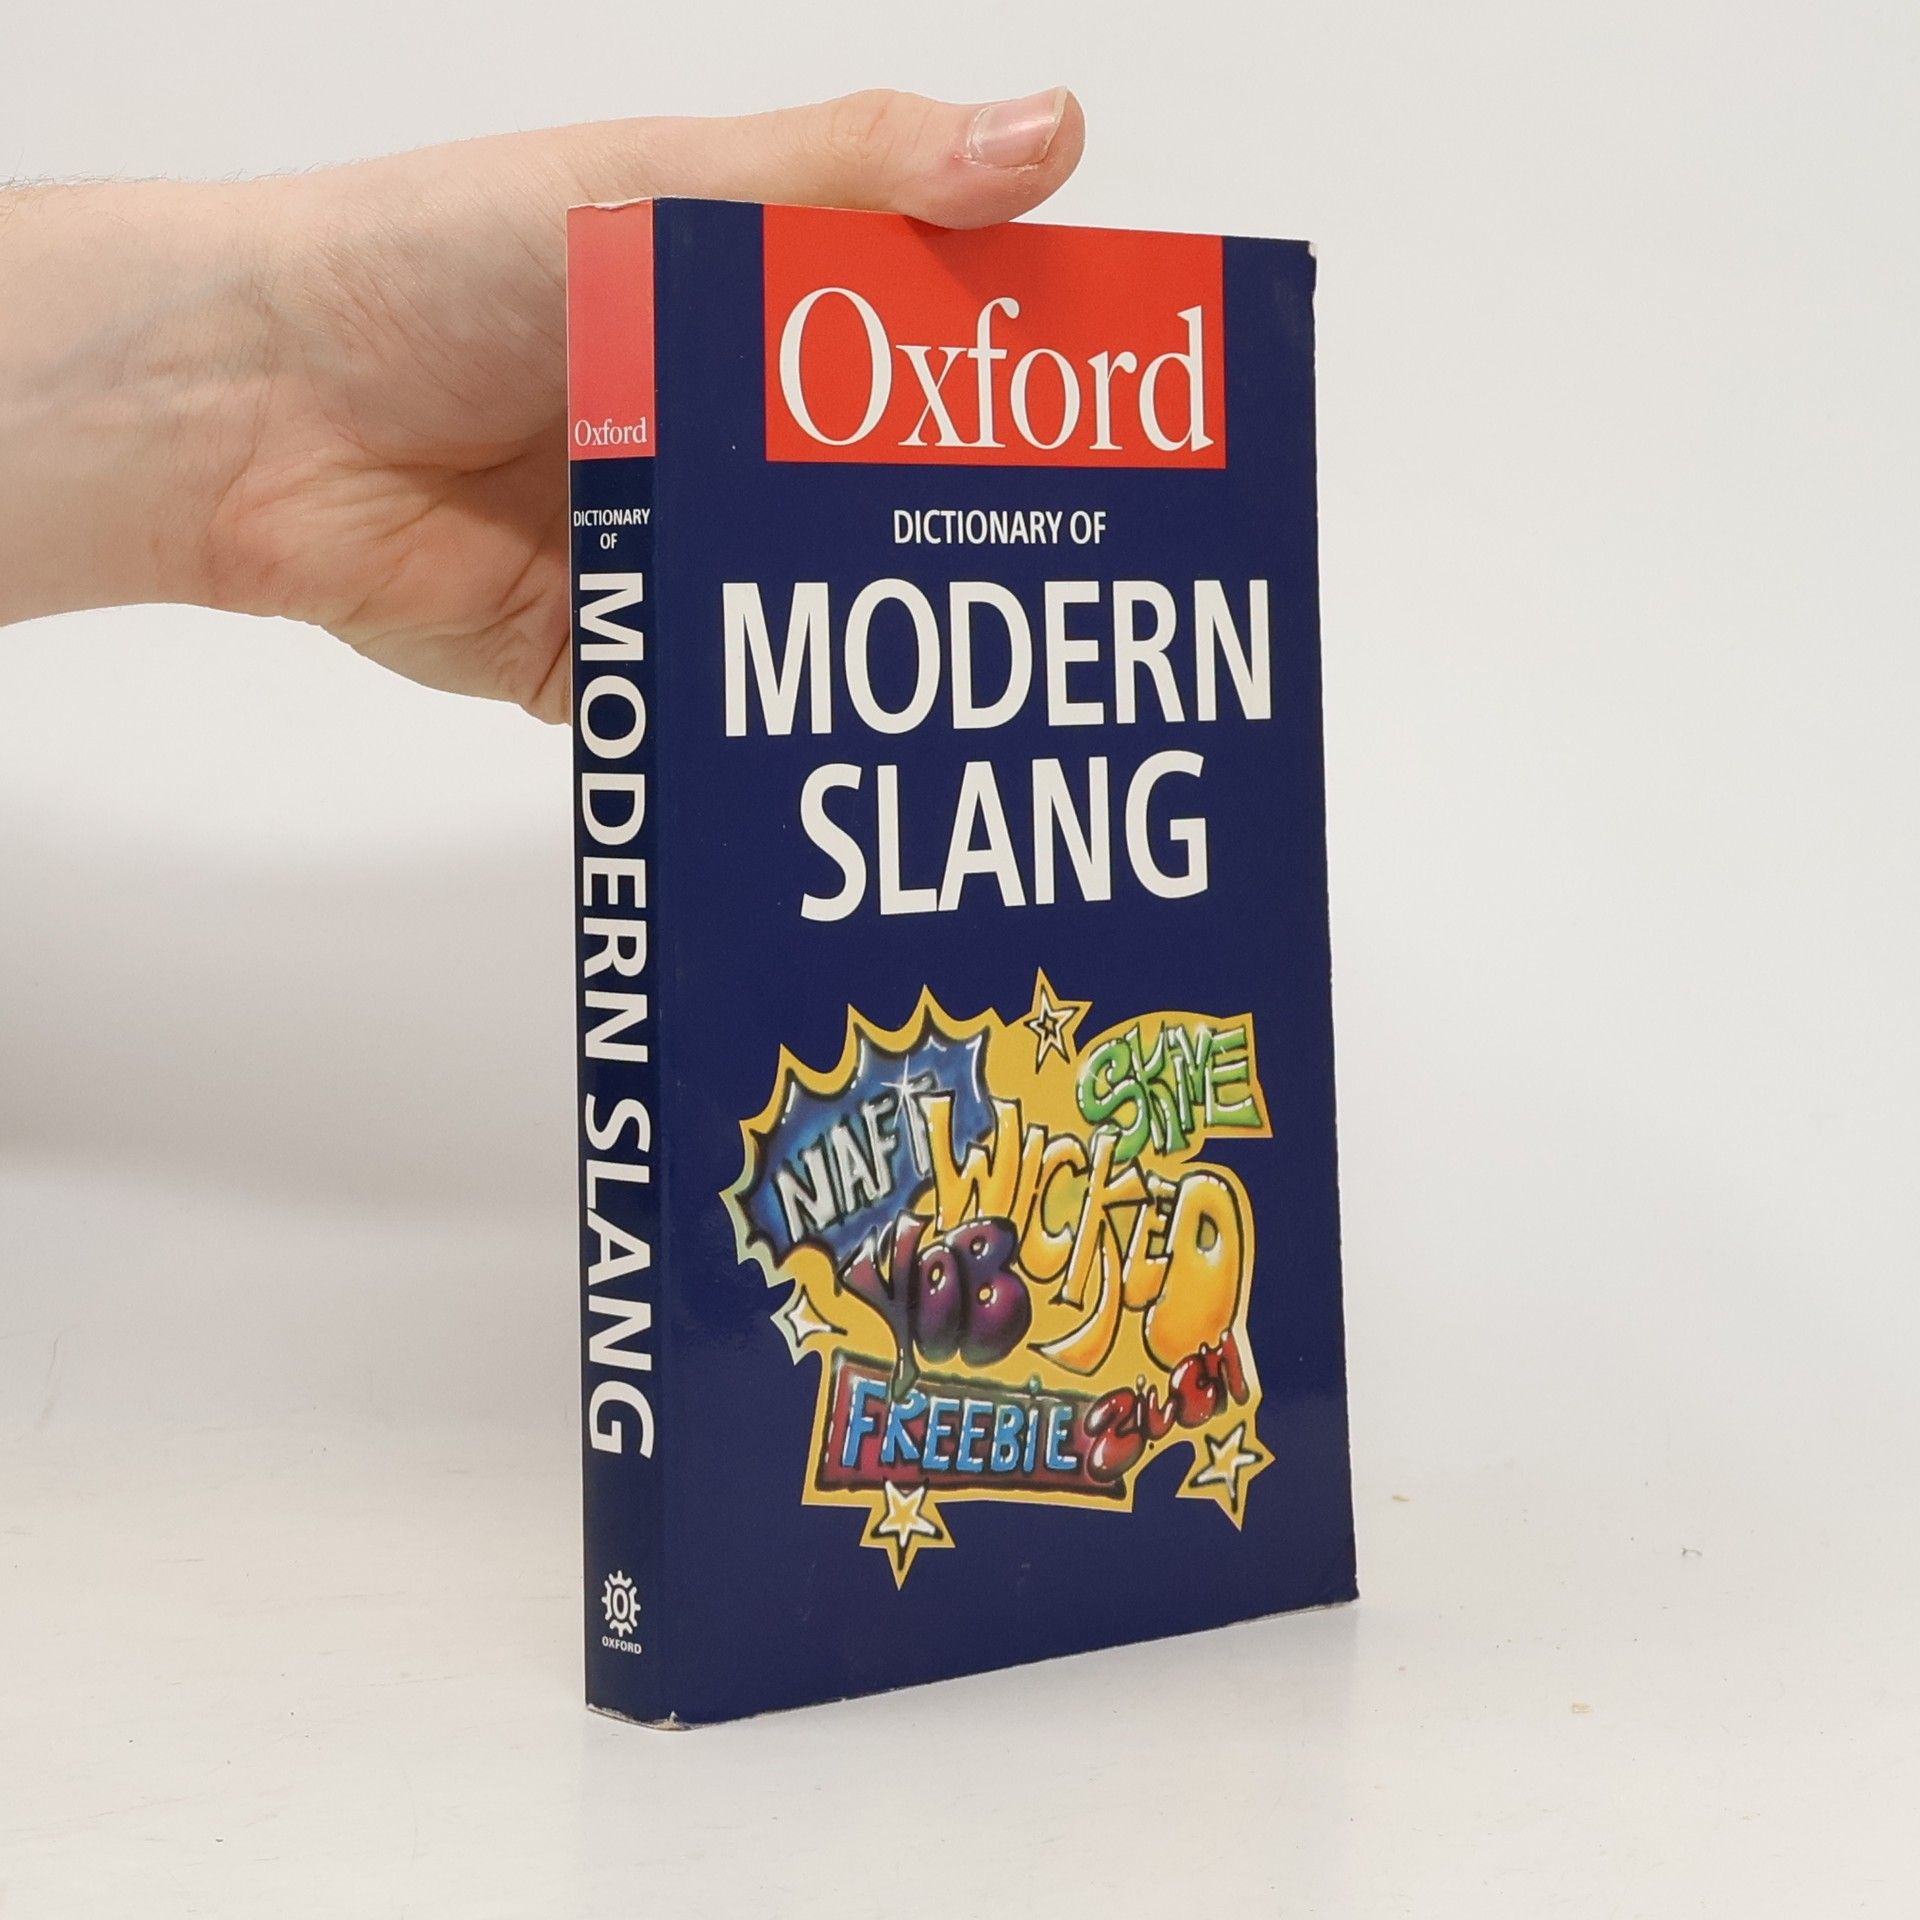 Oxford
DICTIONARY
OF
MODERN SLANG
OXFORD
Oxford
DICTIONARY OF
MODERN
SLANG
NAFF
WICKED
SKIVE
YOB
FREEBIE